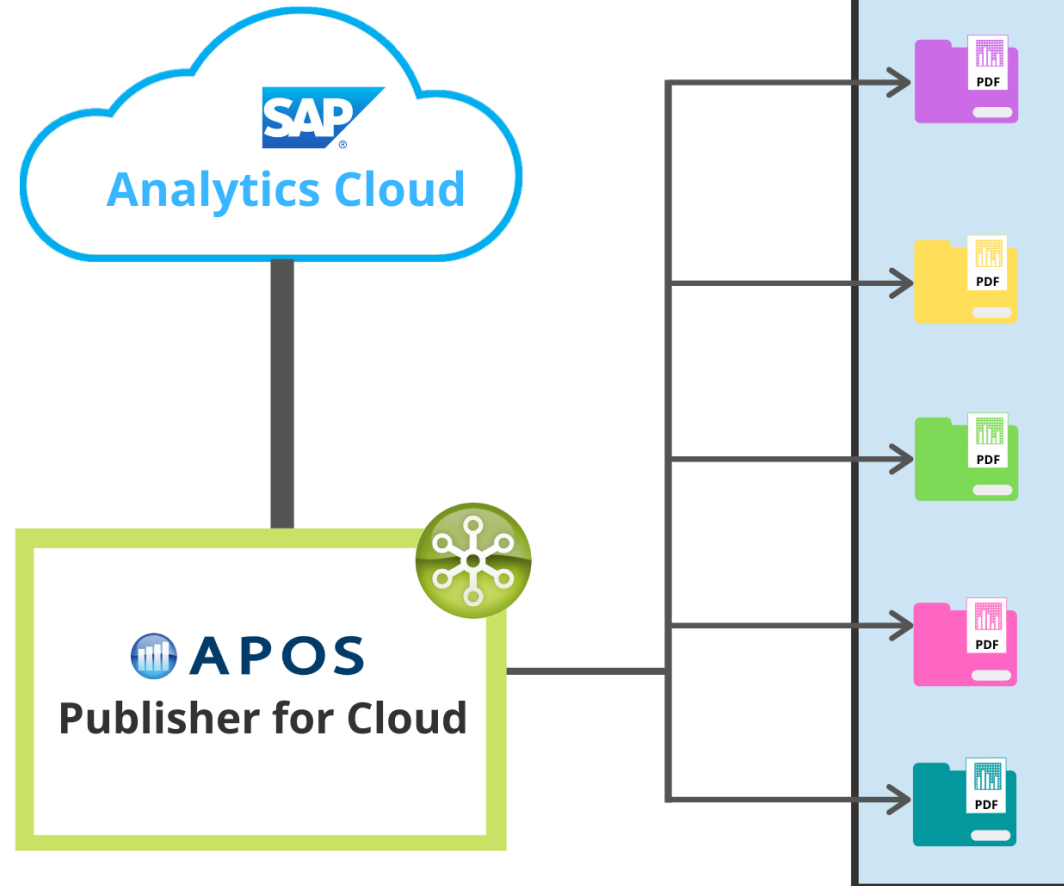 SAP
®
Analytics Cloud
APOS
Publisher for Cloud
PDF
PDF
PDF
PDF
PDF